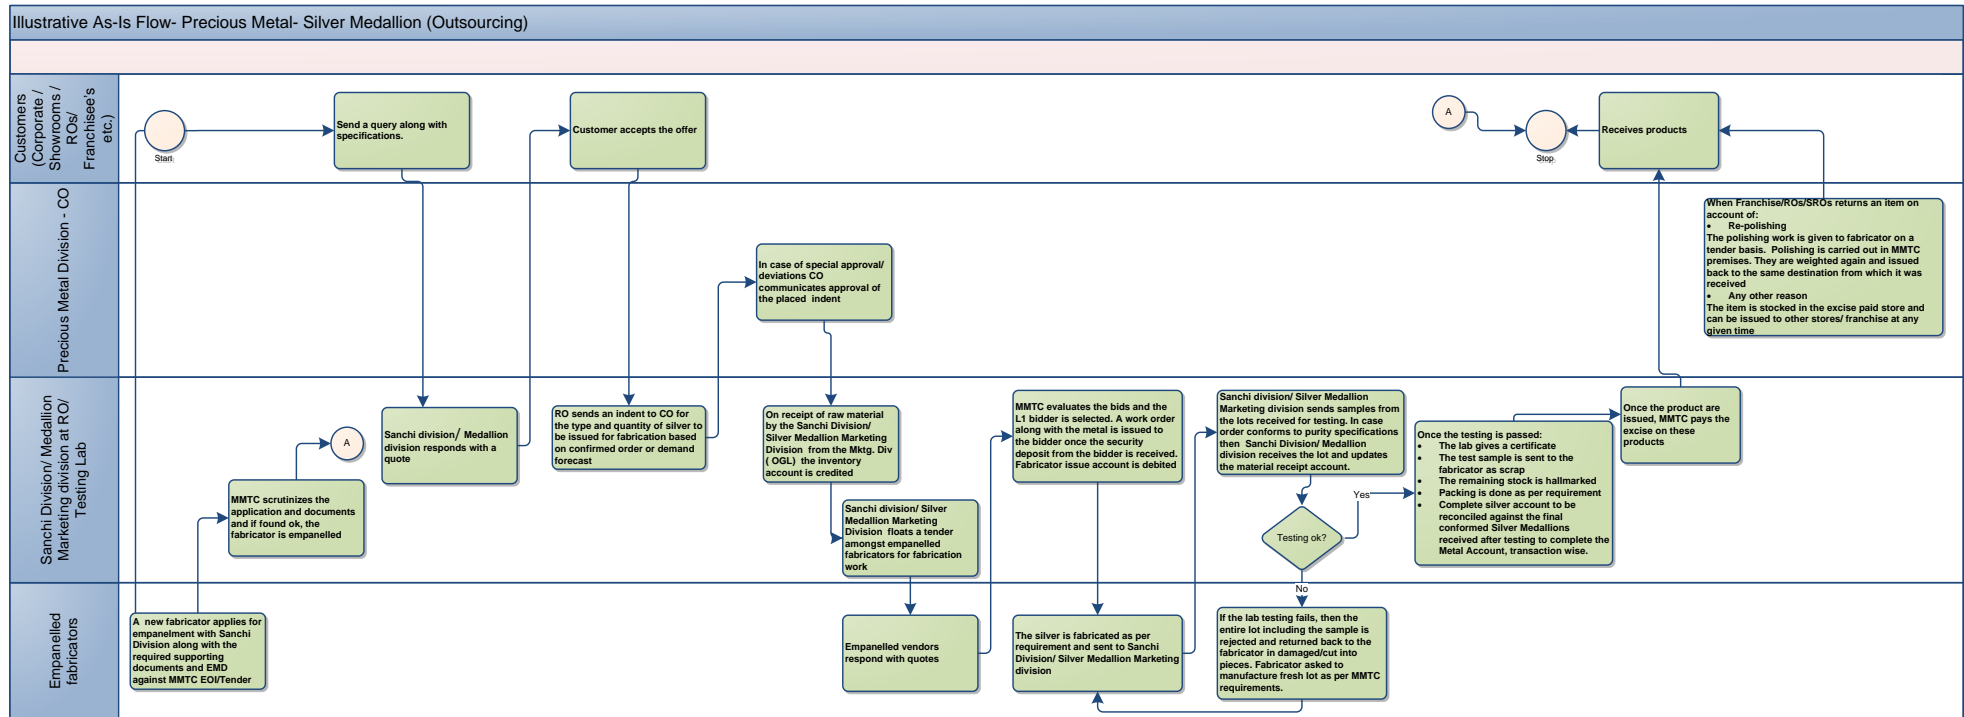 Illustrative As-Is Flow- Precious Metal- Silver Medallion (Outsourcing)
Customers
(Corporate /
Showrooms /
ROs/
Franchisee's
etc.)
Start
Send a query along with
specifications.
Customer accepts the offer
A
Stop
Receives products
Precious Metal Division - CO
In case of special approval/
deviations CO
communicates approval of
the placed indent
When Franchise/ROs/SROs returns an item on
account of:
• Re-polishing
The polishing work is given to fabricator on a
tender basis. Polishing is carried out in MMTC
premises. They are weighted again and issued
back to the same destination from which it was
received
• Any other reason
The item is stocked in the excise paid store and
can be issued to other stores/ franchise at any
given time
Sanchi Division/ Medallion
Marketing division at RO/
Testing Lab
MMTC scrutinizes the
application and documents
and if found ok, the
fabricator is empanelled
A
Sanchi division/ Medallion
division responds with a
quote
RO sends an indent to CO for
the type and quantity of silver to
be issued for fabrication based
on confirmed order or demand
forecast
On receipt of raw material
by the Sanchi Division/
Silver Medallion Marketing
Division from the Mktg. Div
( OGL) the inventory
account is credited
Sanchi division/ Silver
Medallion Marketing
Division floats a tender
amongst empanelled
fabricators for fabrication
work
MMTC evaluates the bids and the
L1 bidder is selected. A work order
along with the metal is issued to
the bidder once the security
deposit from the bidder is received.
Fabricator issue account is debited
Sanchi division/ Silver Medallion
Marketing division sends samples from
the lots received for testing. In case
order conforms to purity specifications
then Sanchi Division/ Medallion
division receives the lot and updates
the material receipt account.
Testing ok?
Yes
No
Once the testing is passed:
• The lab gives a certificate
• The test sample is sent to the
fabricator as scrap
• The remaining stock is hallmarked
• Packing is done as per requirement
• Complete silver account to be
reconciled against the final
conformed Silver Medallions
received after testing to complete the
Metal Account, transaction wise.
Once the product are
issued, MMTC pays the
excise on these
products
Empanelled
fabricators
A new fabricator applies for
empanelment with Sanchi
Division along with the
required supporting
documents and EMD
against MMTC EOI/Tender
Empanelled vendors
respond with quotes
The silver is fabricated as per
requirement and sent to Sanchi
Division/ Silver Medallion Marketing
division
If the lab testing fails, then the
entire lot including the sample is
rejected and returned back to the
fabricator in damaged/cut into
pieces. Fabricator asked to
manufacture fresh lot as per MMTC
requirements.